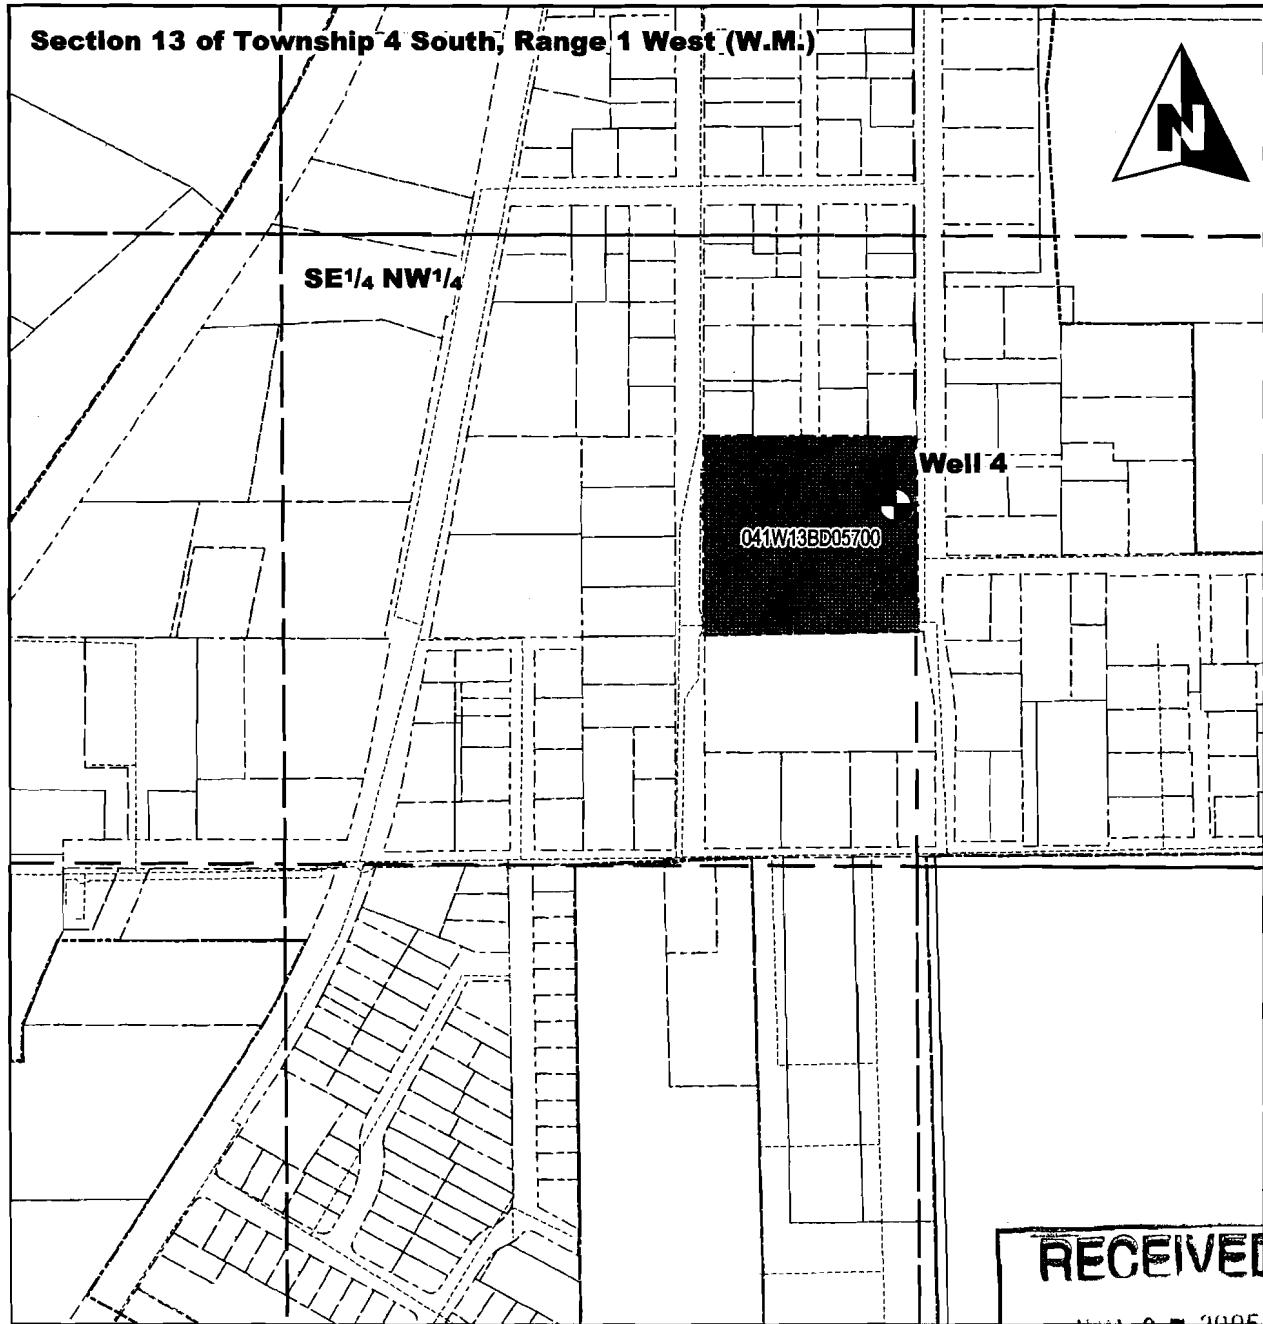 Section 13 of Township 4 South, Range 1 West (W.M.)
N
SE1/4 NW1/4
Well 4
041W13BD05700
RECEIVED